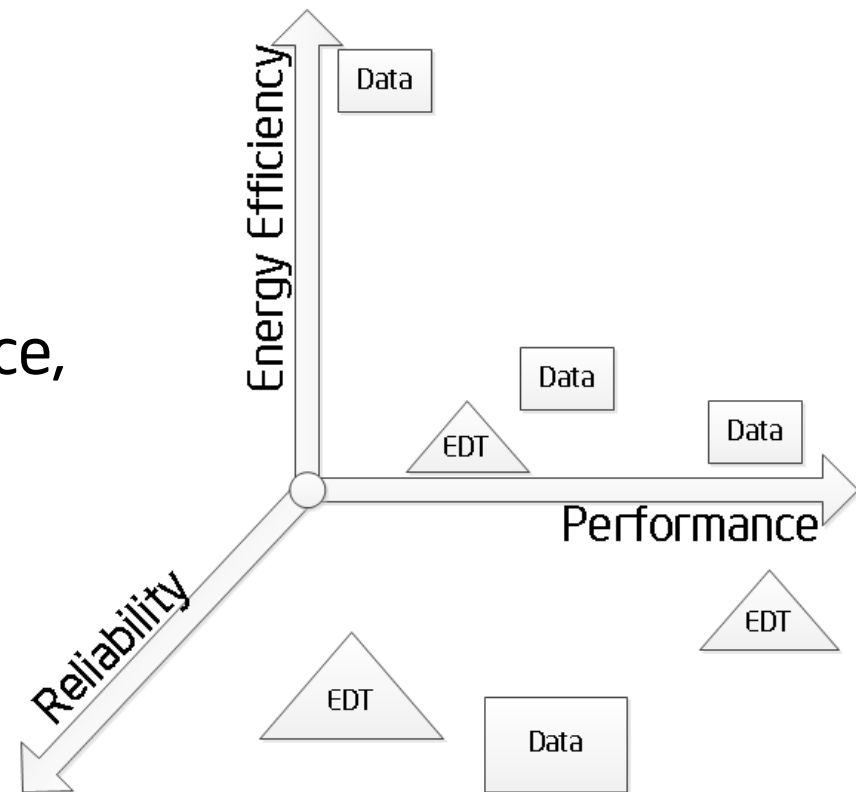 Energy Efficiency
Data
ce,
Data
Data
EDT
Performance
Reliability
EDT
EDT
Data